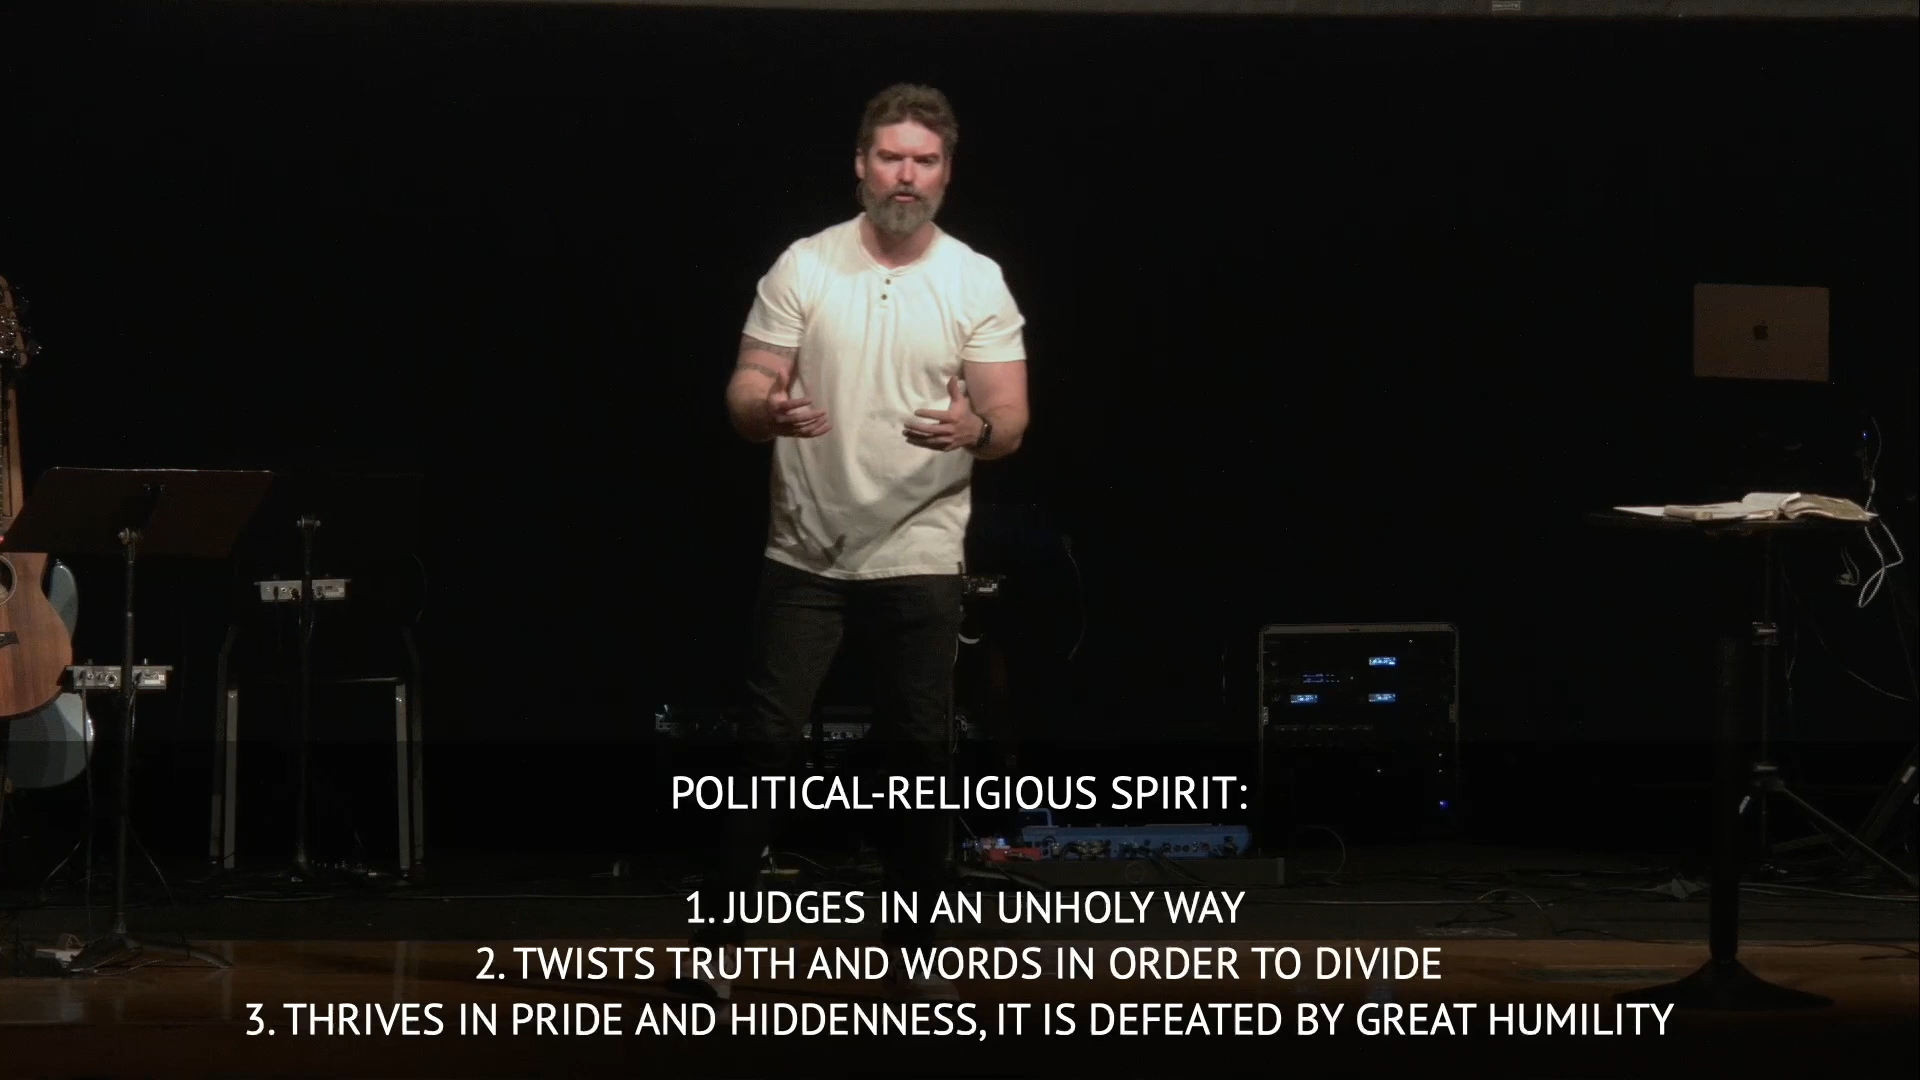 POLITICAL-RELIGIOUS SPIRIT:
1. JUDGES IN AN UNHOLY WAY
2. TWISTS TRUTH AND WORDS IN ORDER TO DIVIDE
3. THRIVES IN PRIDE AND HIDDENNESS, IT IS DEFEATED BY GREAT HUMILITY